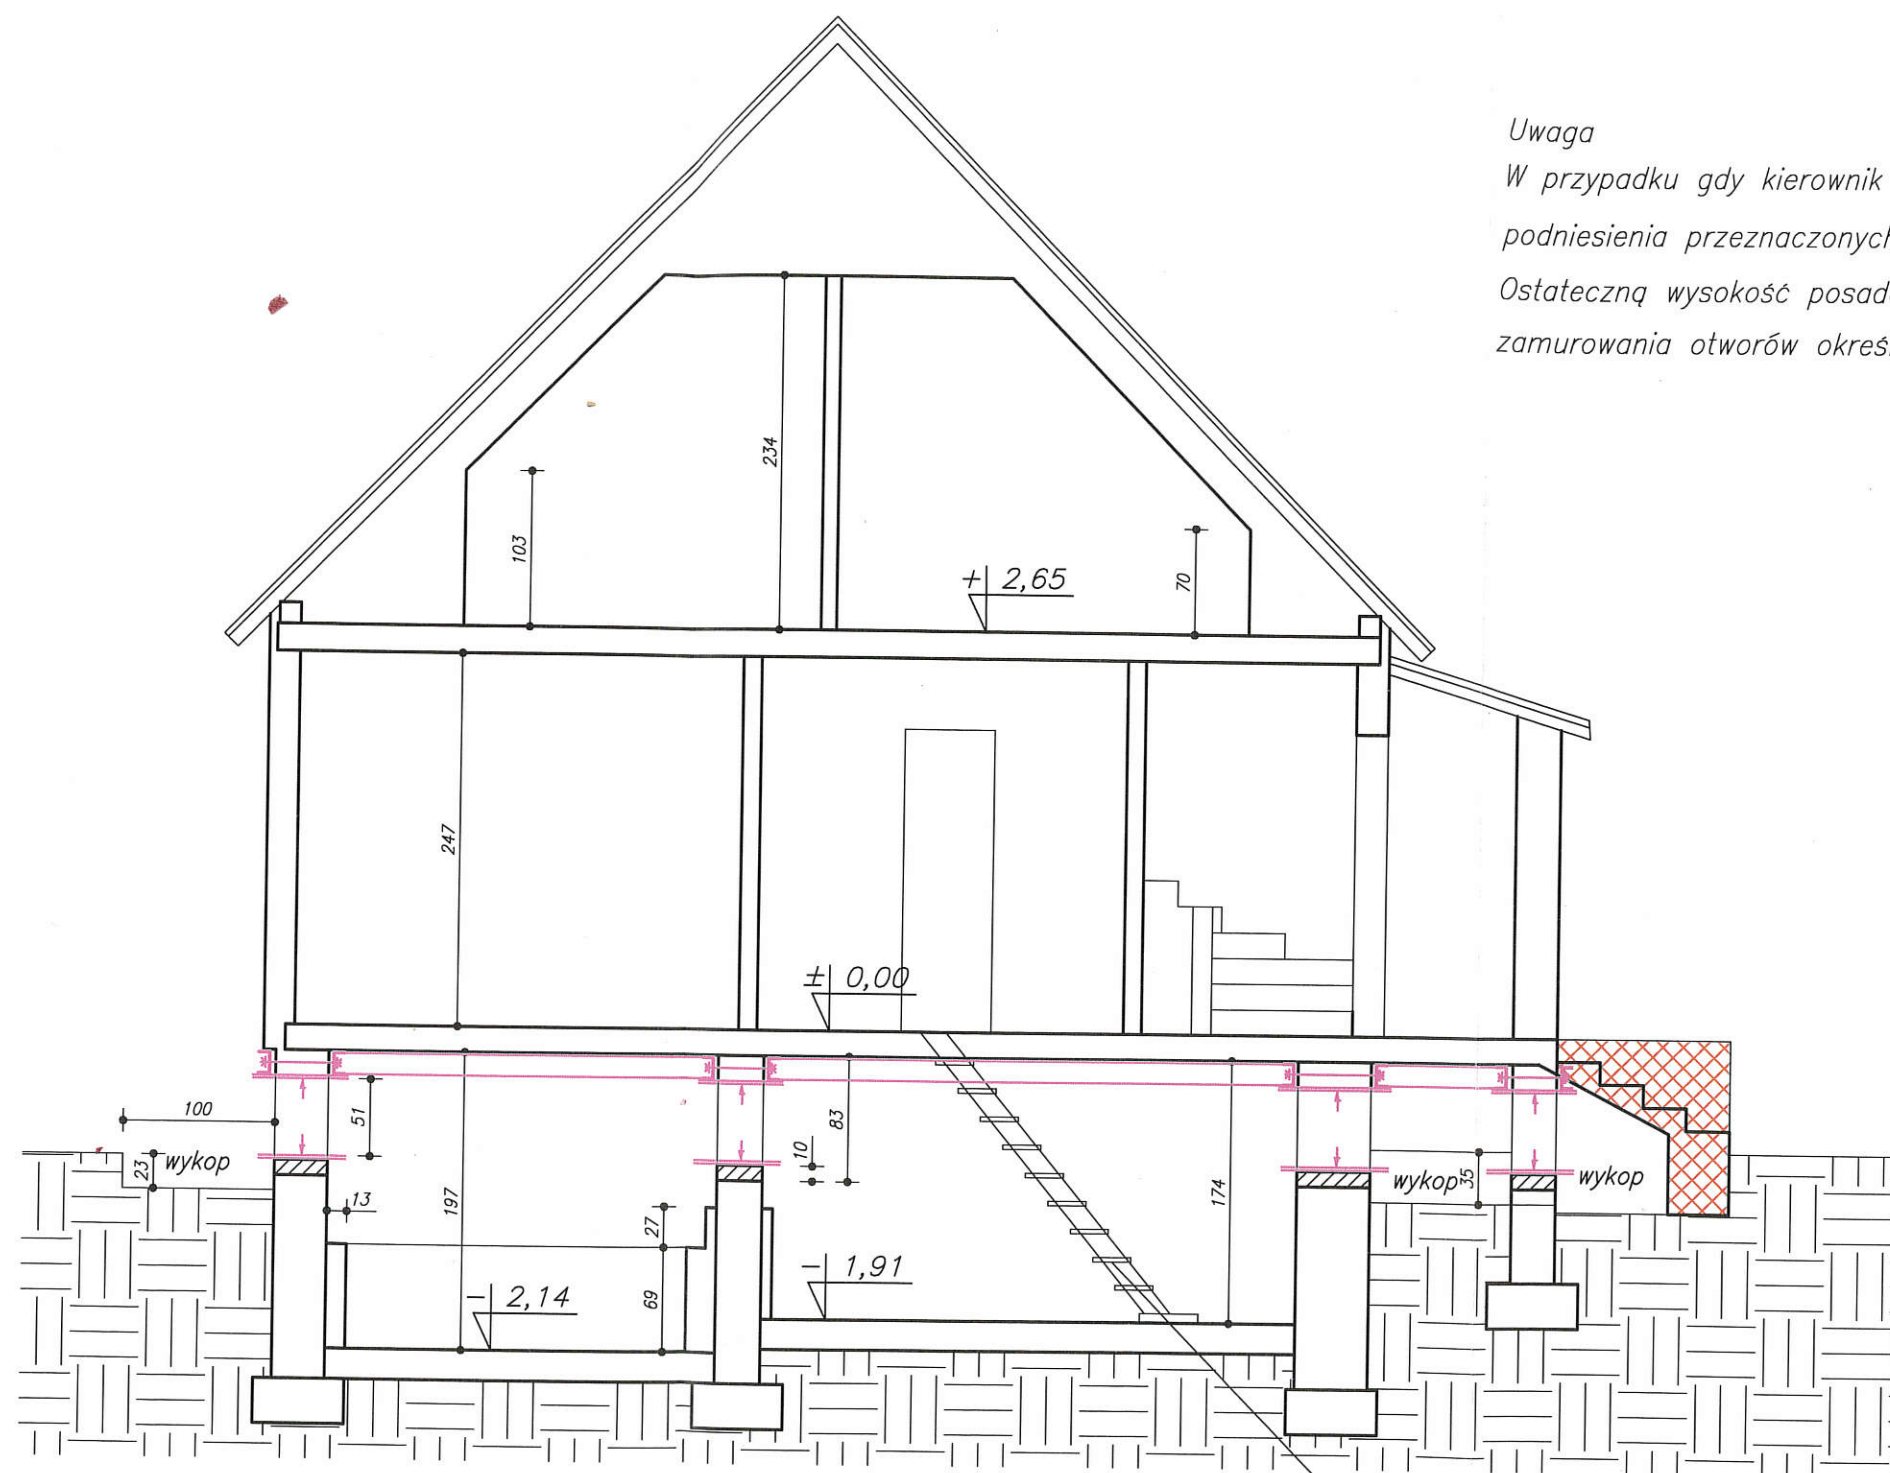 Uwaga
W przypadku gdy kierownik
podniesienia przeznaczonych
Ostateczną wysokość posad
zamurowania otworów okreś
234
103
+ 2,65
70
247
± 0,00
100
51
83
10
23
wykop
13
197
27
69
174
wykop
35
wykop
- 2,14
- 1,91